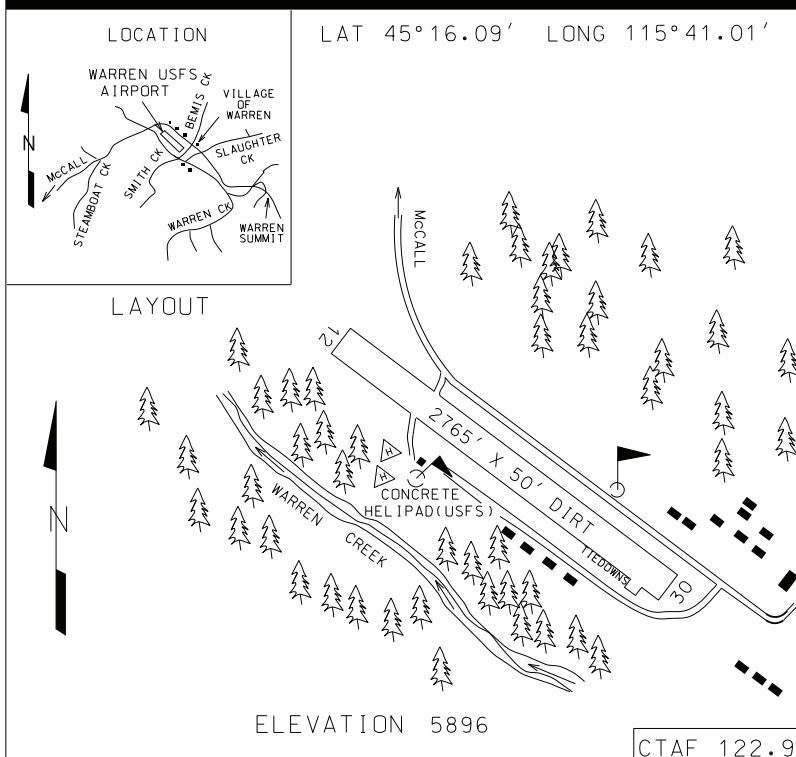 LOCATION
LAT 45°16.09' LONG 115°41.01'
WARREN USFS
AIRPORT
BEMIS CK
VILLAGE
OF
WARREN
N
McCALL
STEAMBOAT CK
SMITH CK
SLAUGHTER
CK
WARREN CK
WARREN
SUMMIT
McCALL
LAYOUT
12
2765' X 50' DIRT
H
H
CONCRETE
HELIPAD(USFS)
N
WARREN CREEK
TIEDOWNS
30
ELEVATION 5896
CTAF 122.9